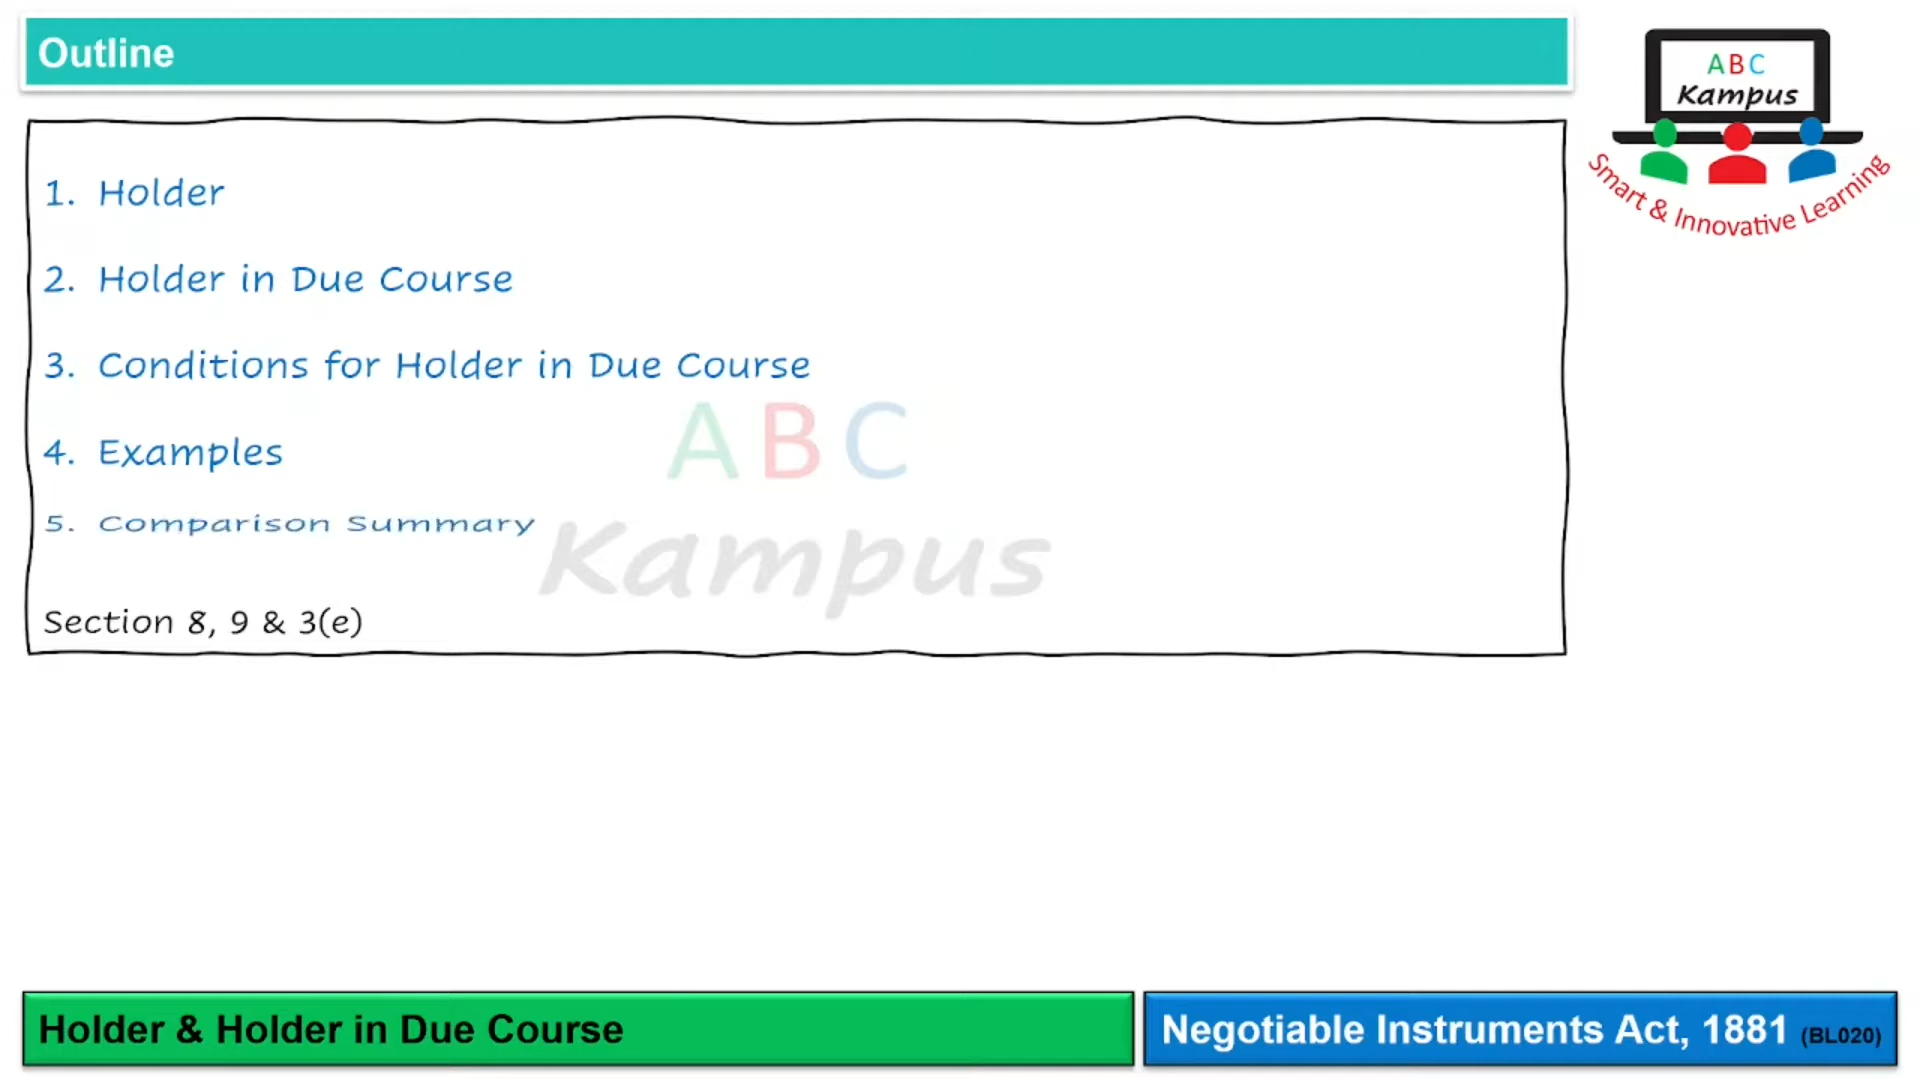 Outline
ABC
Kampus
Smart & Innovative Learning
1. Holder
2. Holder in Due Course
3. Conditions for Holder in Due Course
4. Examples
5. Comparison Summary
ABC
Kampus
Section 8, 9 & 3(e)
Holder & Holder in Due Course
Negotiable Instruments Act, 1881 (BL020)